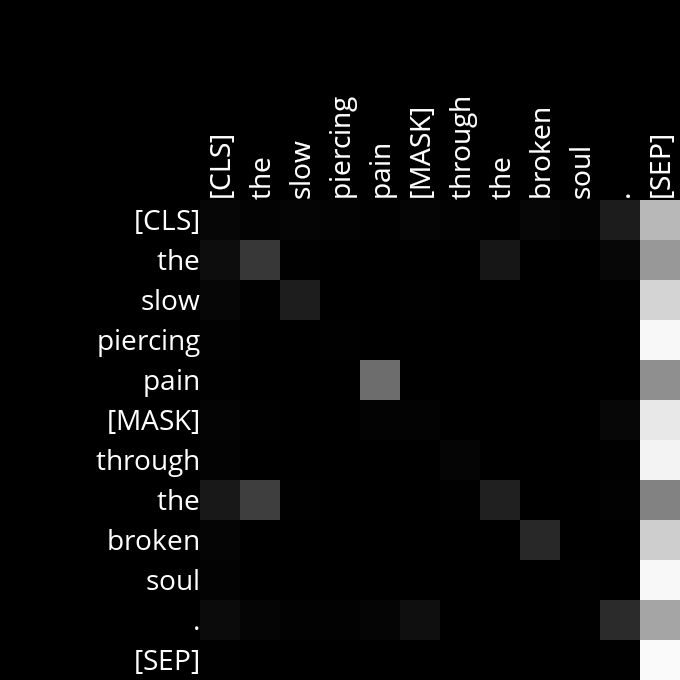 [CLS] the slow piercing pain [MASK] through the broken soul . [SEP]
[CLS]
the
slow
piercing
pain
[MASK]
through
the
broken
soul
.
[SEP]